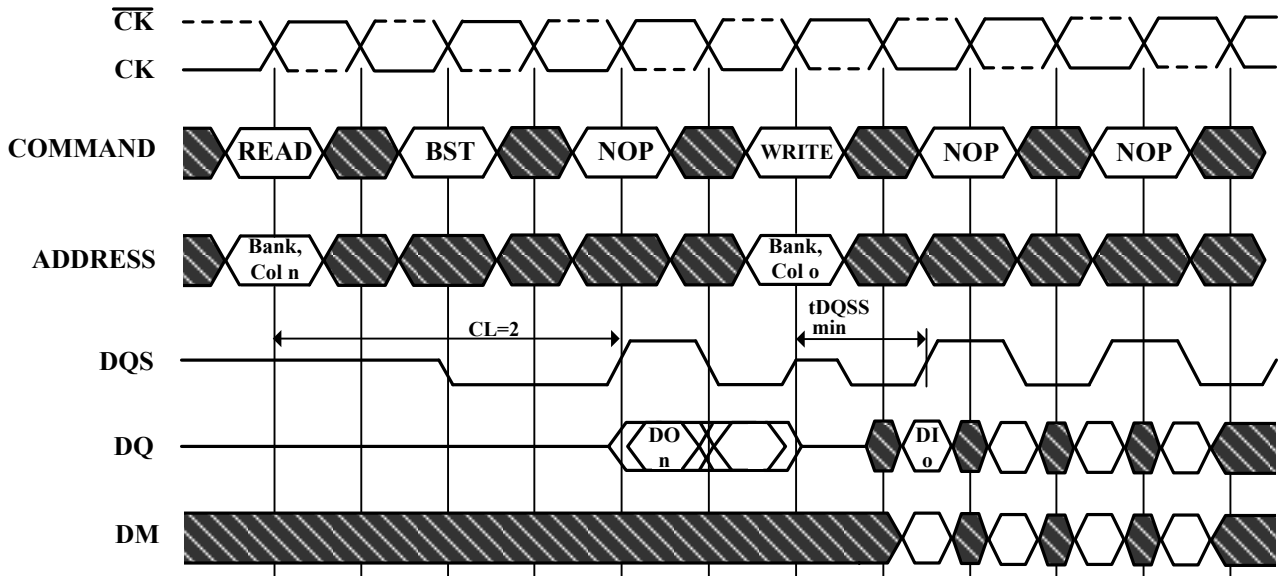 CK
CK
COMMAND
READ
BST
NOP
WRITE
NOP
NOP
ADDRESS
Bank,
Col n
Bank,
Col o
CL=2
tDQSS
min
DQS
DQ
DO
n
DI
o
DM